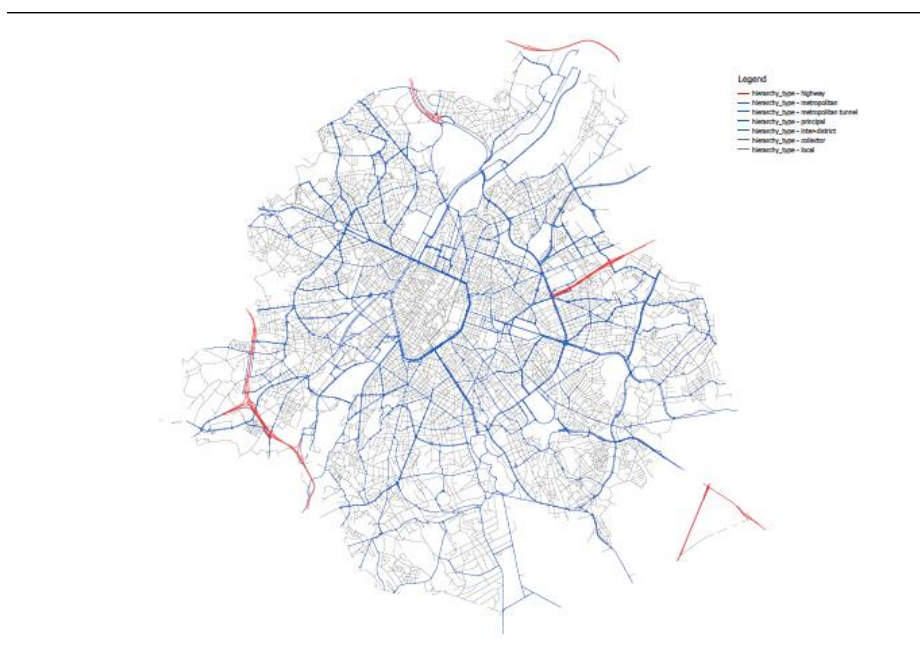 Legend
hierarchy_type - highway
hierarchy_type - metropolitan
hierarchy_type - metropolitan tunnel
hierarchy_type - principal
hierarchy_type - inter-district
hierarchy_type - collector
hierarchy_type - local